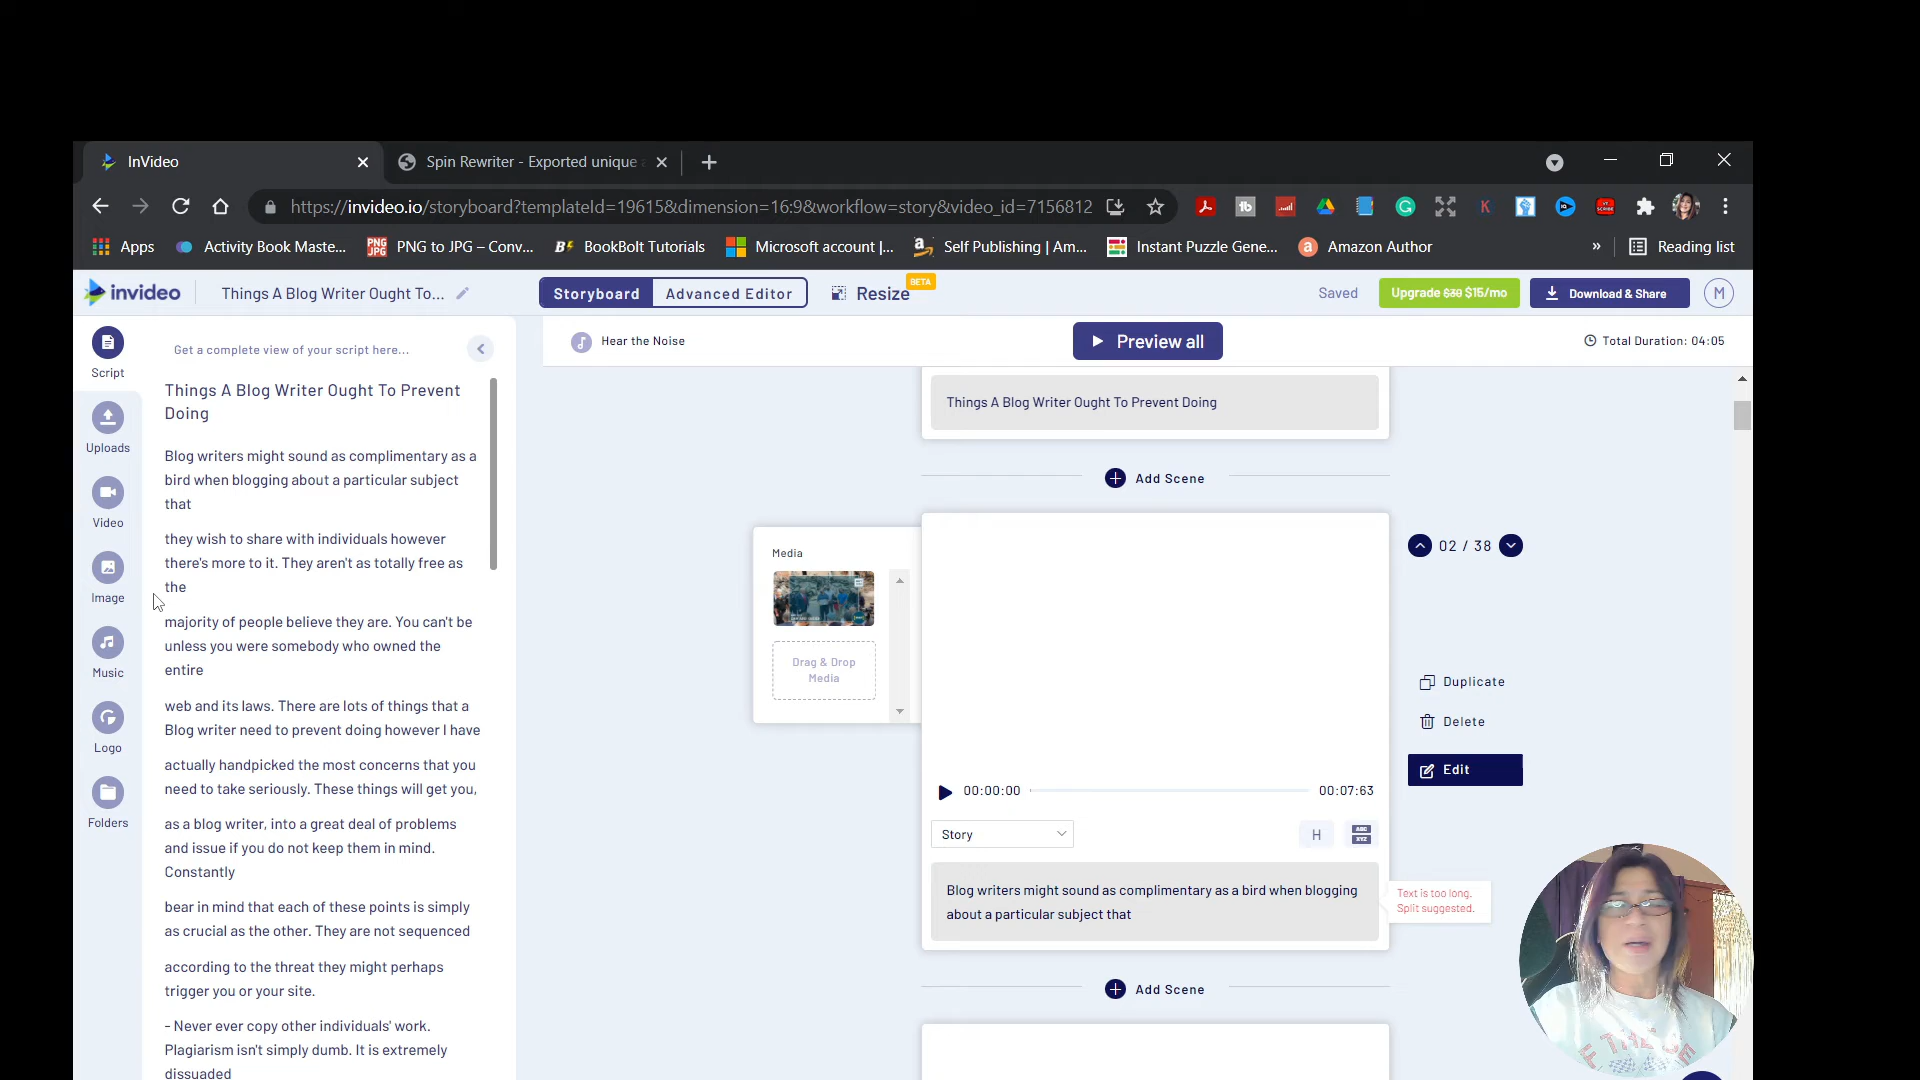 InVideo
Spin Rewriter - Exported unique
https://invideo.io/storyboard?templateId=19615&dimension=16:9&workflow=story&video_id=7156812
Apps
Activity Book Maste...
PNG to JPG – Conv...
BookBolt Tutorials
Microsoft account |...
Self Publishing | Am...
Instant Puzzle Gene...
Amazon Author
»
Reading list
invideo
Things A Blog Writer Ought To...
Storyboard
Advanced Editor
Resize
BETA
Saved
Upgrade $30 $15/mo
Download & Share
M
Script
Uploads
Video
Image
Music
Logo
Folders
Get a complete view of your script here...
Things A Blog Writer Ought To Prevent
Doing
Blog writers might sound as complimentary as a
bird when blogging about a particular subject
that
they wish to share with individuals however
there's more to it. They aren't as totally free as
the
majority of people believe they are. You can't be
unless you were somebody who owned the
entire
web and its laws. There are lots of things that a
Blog writer need to prevent doing however I have
actually handpicked the most concerns that you
need to take seriously. These things will get you,
as a blog writer, into a great deal of problems
and issue if you do not keep them in mind.
Constantly
bear in mind that each of these points is simply
as crucial as the other. They are not sequenced
according to the threat they might perhaps
trigger you or your site.
- Never ever copy other individuals' work.
Plagiarism isn't simply dumb. It is extremely
dissuaded
Hear the Noise
Preview all
Total Duration: 04:05
Things A Blog Writer Ought To Prevent Doing
Add Scene
Media
Drag & Drop
Media
02 / 38
Duplicate
Delete
Edit
00:00:00
00:07:63
Story
H
ABC
XYZ
Blog writers might sound as complimentary as a bird when blogging
about a particular subject that
Text is too long.
Split suggested.
Add Scene